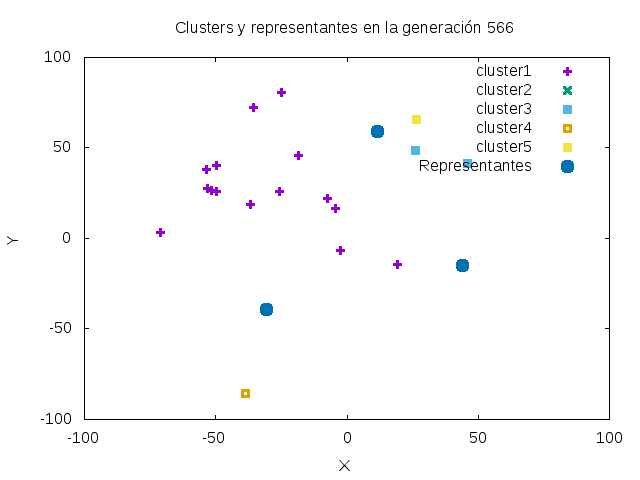 Clusters y representantes en la generación 566
cluster1
cluster2
cluster3
cluster4
cluster5
Representantes
100
50
0
-50
-100
Y
-100
-50
0
50
100
X